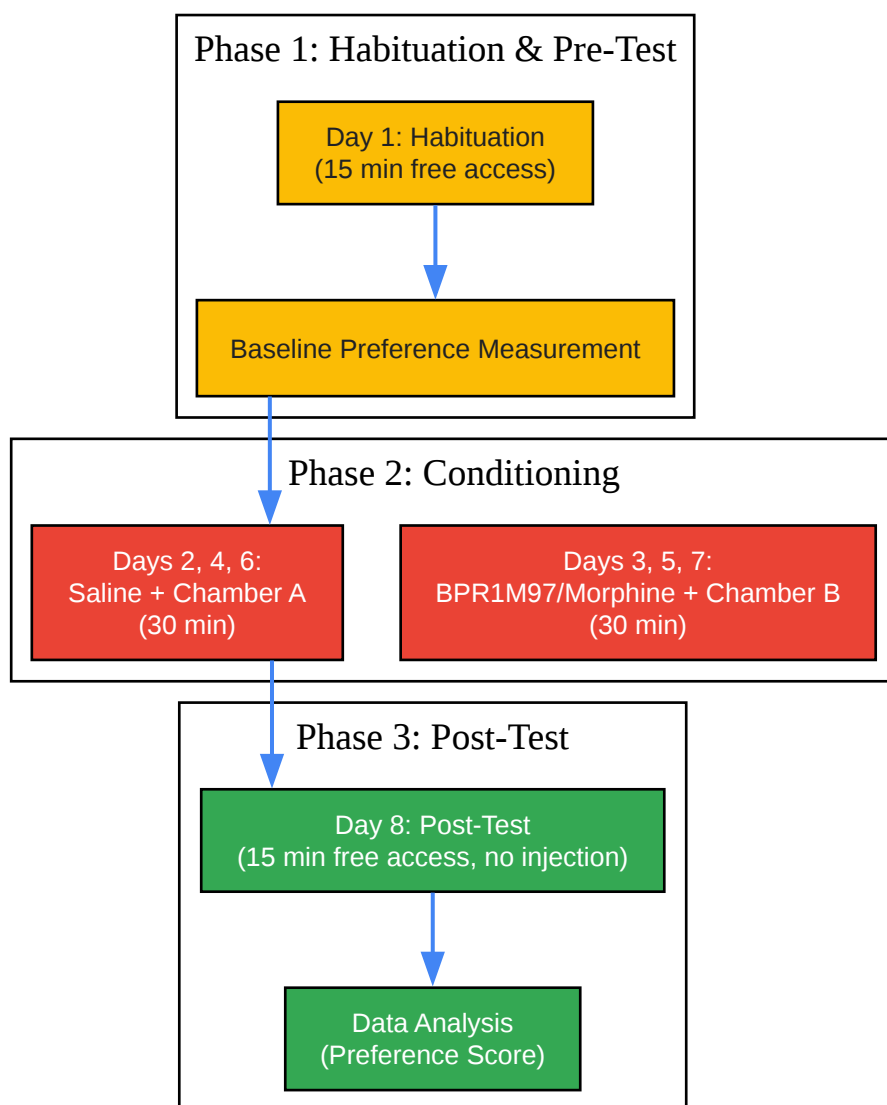 Phase 1: Habituation & Pre-Test
Day 1: Habituation
(15 min free access)
Baseline Preference Measurement
Phase 2: Conditioning
Days 2, 4, 6:
Saline + Chamber A
(30 min)
Days 3, 5, 7:
BPR1M97/Morphine + Chamber B
(30 min)
Phase 3: Post-Test
Day 8: Post-Test
(15 min free access, no injection)
Data Analysis
(Preference Score)